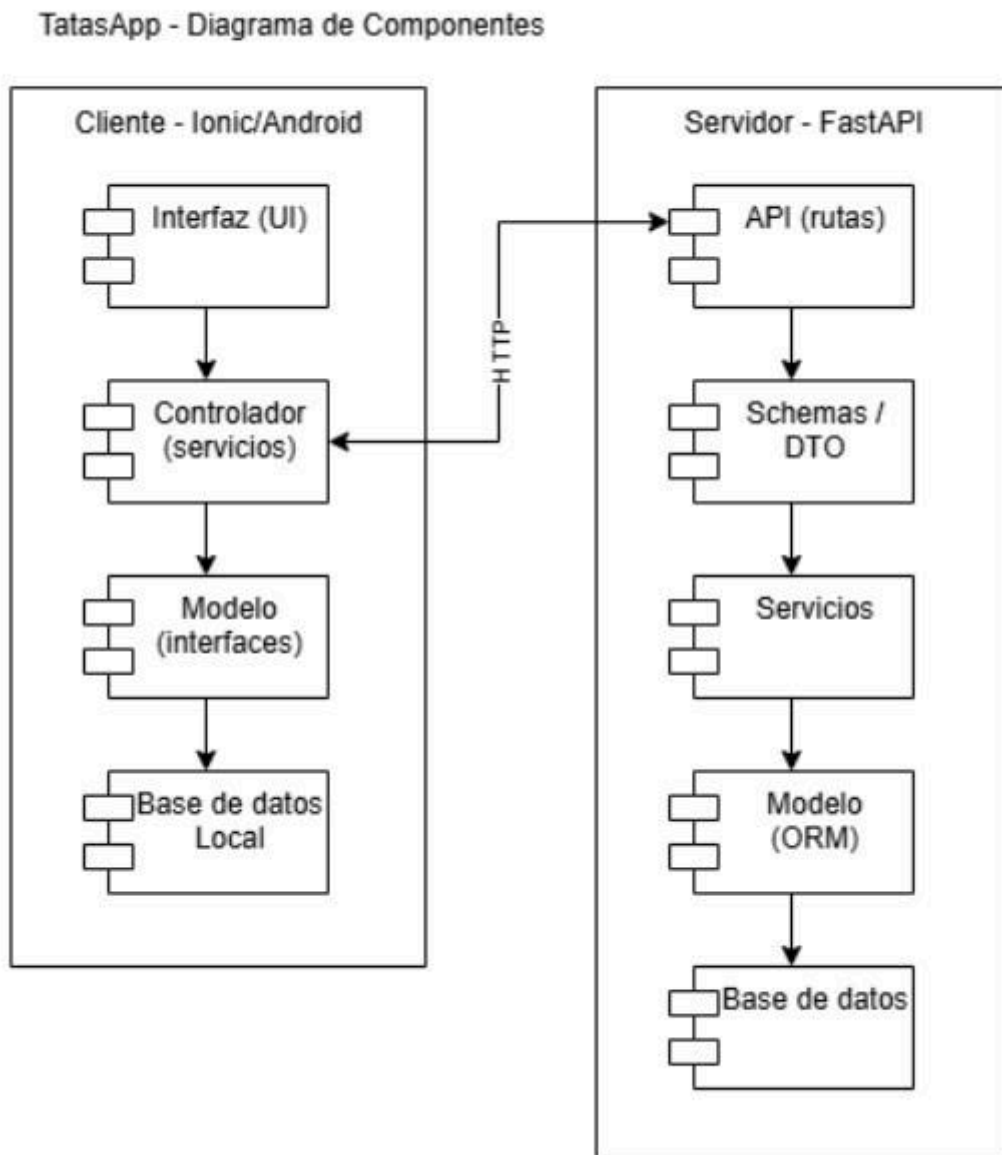 TatasApp - Diagrama de Componentes
Cliente - Ionic/Android
Interfaz (UI)
Controlador
(servicios)
Modelo
(interfaces)
Base de datos
Local
HTTP
Servidor - FastAPI
API (rutas)
Schemas /
DTO
Servicios
Modelo
(ORM)
Base de datos